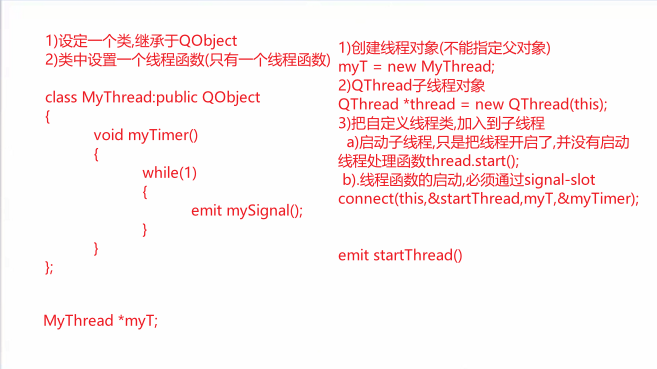 1)设定一个类,继承于QObject
2)类中设置一个线程函数(只有一个线程函数)
class MyThread:public QObject
{
void myTimer()
{
while(1)
{
emit mySignal();
}
}
};
MyThread *myT;
1)创建线程对象(不能指定父对象)
myT = new MyThread;
2)QThread子线程对象
QThread *thread = new QThread(this);
3)把自定义线程类,加入到子线程
a)启动子线程,只是把线程开启了,并没有启动
线程处理函数thread.start();
b).线程函数的启动,必须通过signal-slot
connect(this,&startThread,myT,&myTimer);
emit startThread()